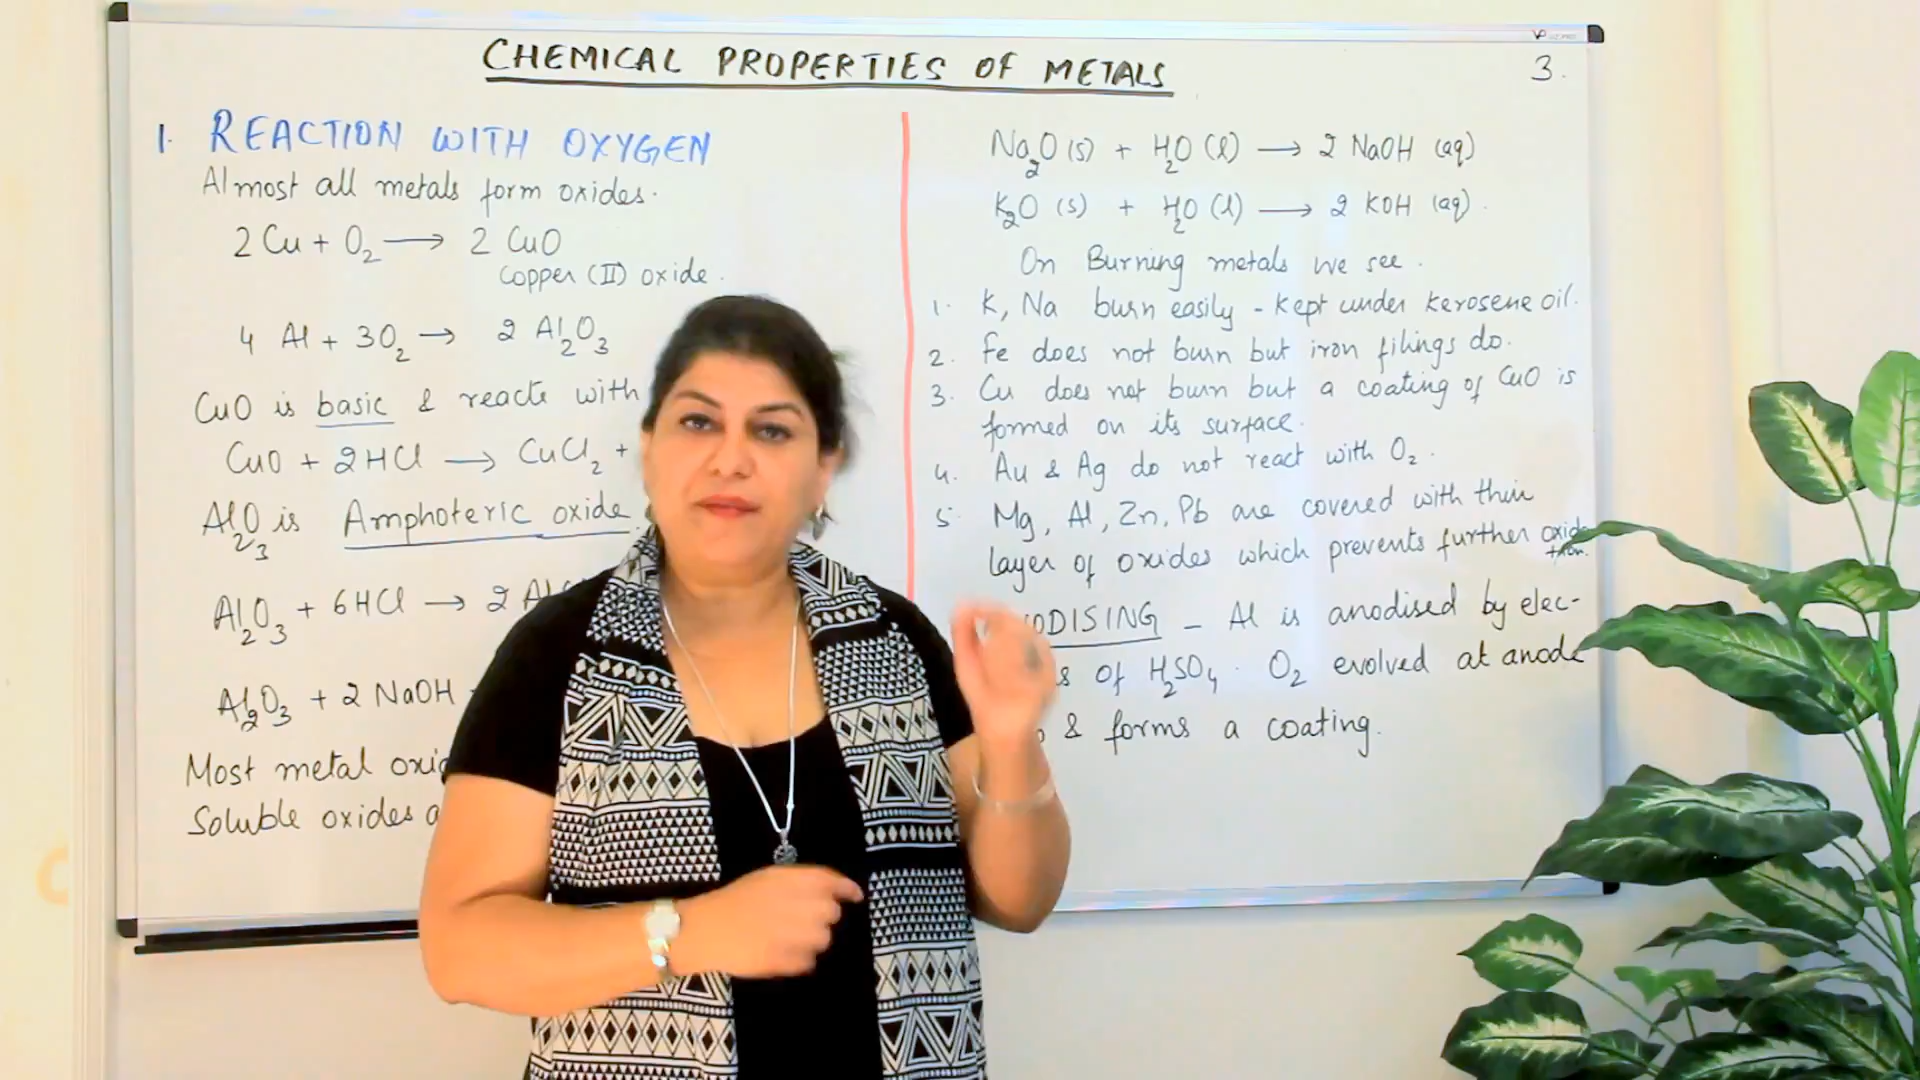 CHEMICAL PROPERTIES OF METALS
3.
1. REACTION WITH OXYGEN
Almost all metals form oxides.
2 Cu + O₂ ⟶ 2 CuO
Copper (II) oxide.
4 Al + 3O₂ → 2 Al₂O₃
CuO is basic & reacts with
CuO + 2HCl ⟶ CuCl₂ +
Al₂O₃ is Amphoteric oxide.
Al₂O₃ + 6HCl → 2 Al
Al₂O₃ + 2 NaOH
Most metal
Soluble oxides
Na₂O (s) + H₂O (l) ⟶ 2 NaOH (aq)
K₂O (s) + H₂O (l) ⟶ 2 KOH (aq).
On Burning metals we see.
1. K, Na burn easily - kept under kerosene oil.
2. Fe does not burn but iron filings do.
3. Cu does not burn but a coating of CuO is
formed on its surface.
4. Au & Ag do not react with O₂.
5. Mg, Al, Zn, Pb are covered with thin
layer of oxides which prevents further oxida
tion.
ODISING - Al is anodised by elec-
s of H₂SO₄. O₂ evolved at anode
& forms a coating.